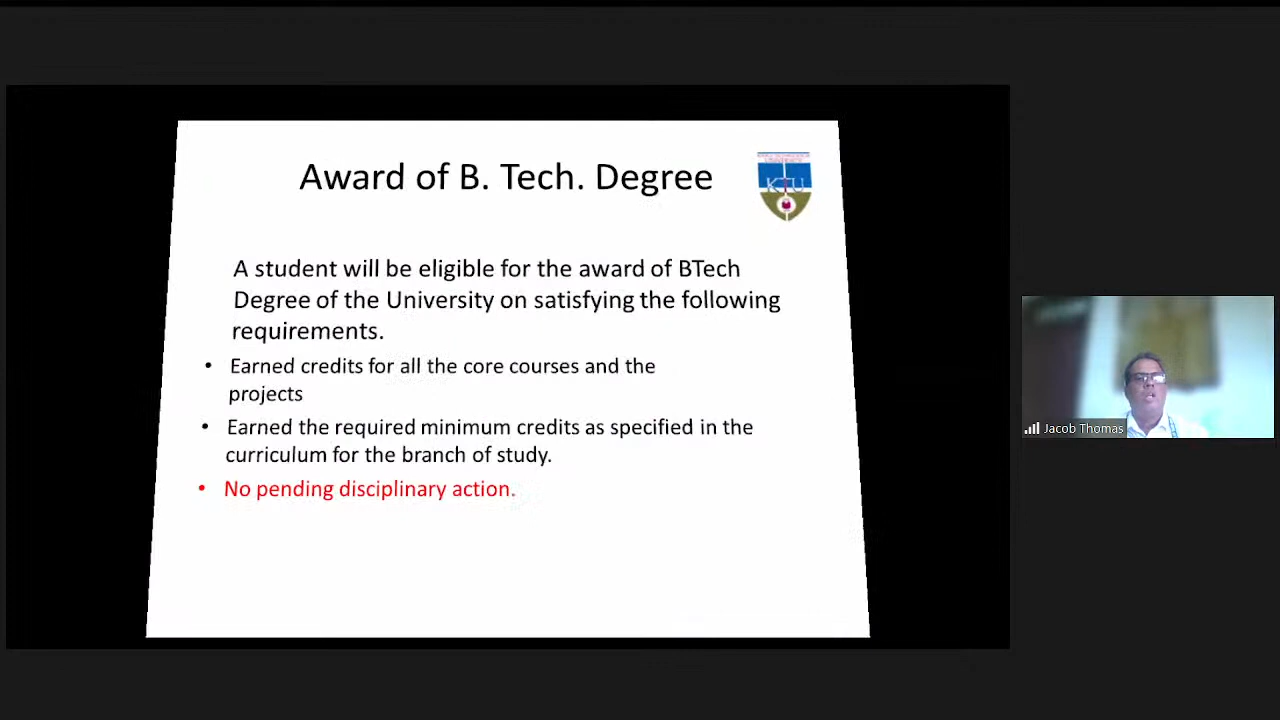 Award of B. Tech. Degree
KTU
A student will be eligible for the award of BTech
Degree of the University on satisfying the following
requirements.
• Earned credits for all the core courses and the
projects
• Earned the required minimum credits as specified in the
curriculum for the branch of study.
• No pending disciplinary action.
Jacob Thomas